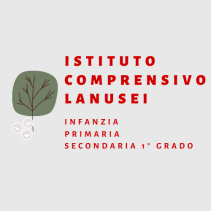 ISTITUTO
COMPRENSIVO
LANUSEI
INFANZIA
PRIMARIA
SECONDARIA 1° GRADO